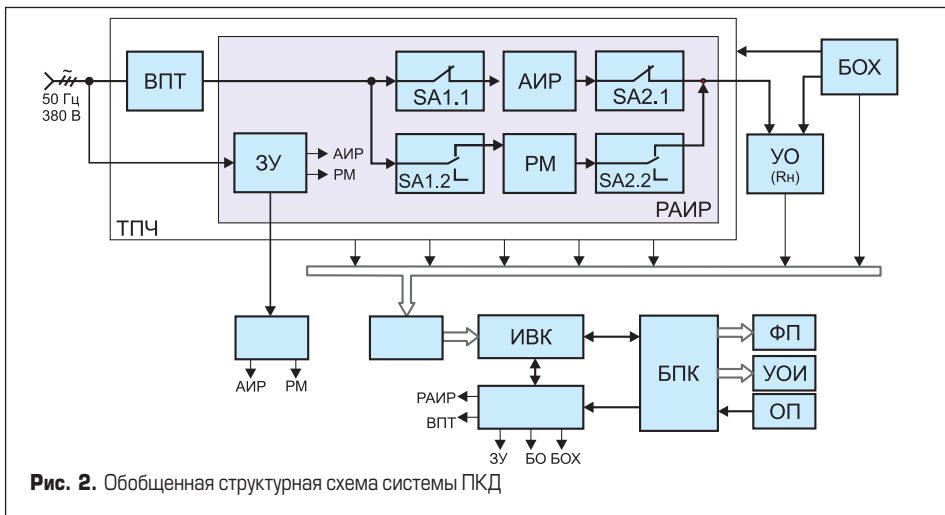 ~
50 Гц
380 В
ВПТ
SA1.1
АИР
SA2.1
БОХ
ЗУ
АИР
РМ
SA1.2
РМ
SA2.2
УО
(Rн)
РАИР
ТПЧ
АИР
РМ
ИВК
БПК
ФП
УОИ
ОП
РАИР
ВПТ
ЗУ
БО
БОХ
Рис. 2. Обобщенная структурная схема системы ПКД